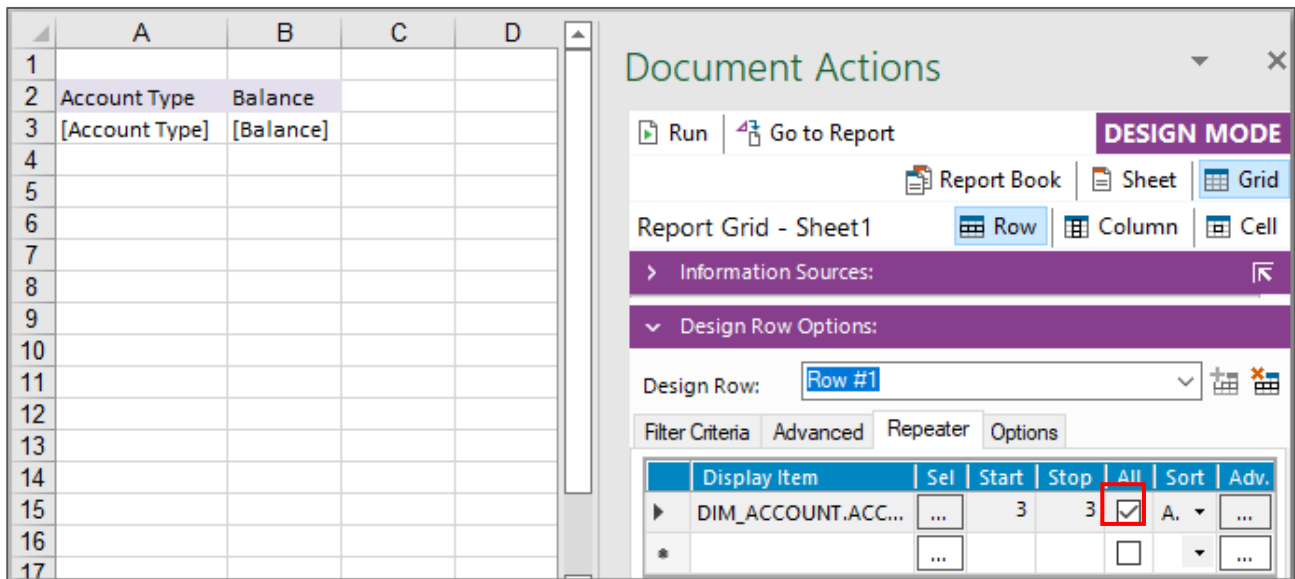 A B C D
1
2 Account Type Balance
3 [Account Type] [Balance]
4
5
6
7
8
9
10
11
12
13
14
15
16
17
Document Actions
Run Go to Report DESIGN MODE
Report Book Sheet Grid
Report Grid - Sheet1 Row Column Cell
Information Sources:
Design Row Options:
Design Row: Row #1
Filter Criteria Advanced Repeater Options
Display Item Sel Start Stop All Sort Adv.
DIM_ACCOUNT.ACC... ... 3 3 A. ...
... ...